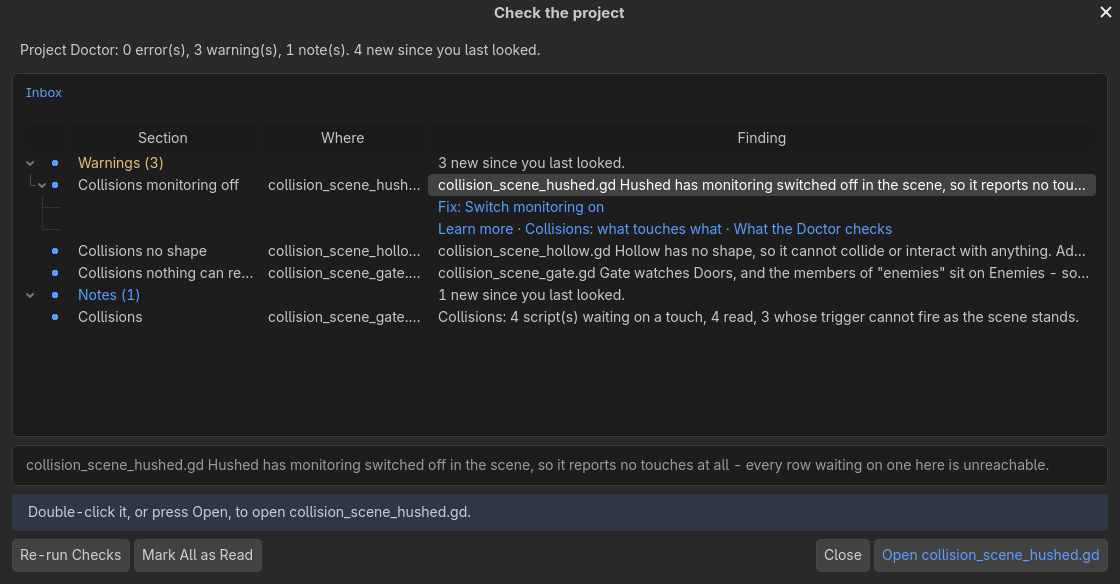 Check the project
Project Doctor: 0 error(s), 3 warning(s), 1 note(s). 4 new since you last looked.
Inbox
Section Where Finding
Warnings (3) 3 new since you last looked.
Collisions monitoring off collision_scene_hush... collision_scene_hushed.gd Hushed has monitoring switched off in the scene, so it reports no tou...
Fix: Switch monitoring on
Learn more · Collisions: what touches what · What the Doctor checks
Collisions no shape collision_scene_hollo... collision_scene_hollow.gd Hollow has no shape, so it cannot collide or interact with anything. Ad...
Collisions nothing can re... collision_scene_gate.... collision_scene_gate.gd Gate watches Doors, and the members of "enemies" sit on Enemies - so...
Notes (1) 1 new since you last looked.
Collisions collision_scene_gate.... Collisions: 4 script(s) waiting on a touch, 4 read, 3 whose trigger cannot fire as the scene stands.
collision_scene_hushed.gd Hushed has monitoring switched off in the scene, so it reports no touches at all - every row waiting on one here is unreachable.
Double-click it, or press Open, to open collision_scene_hushed.gd.
Re-run Checks Mark All as Read Close Open collision_scene_hushed.gd